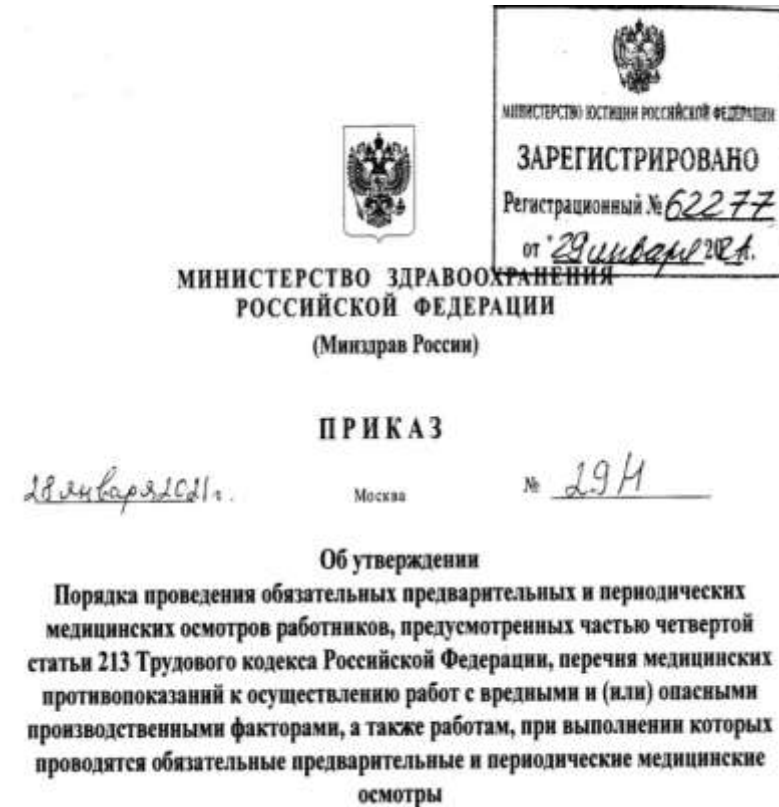 МИНИСТЕРСТВО ЮСТИЦИИ РОССИЙСКОЙ ФЕДЕРАЦИИ
ЗАРЕГИСТРИРОВАНО
Регистрационный № 62277
от "29 января 2021.
МИНИСТЕРСТВО ЗДРАВООХРАНЕНИЯ
РОССИЙСКОЙ ФЕДЕРАЦИИ
(Минздрав России)
ПРИКАЗ
28 января 2021г. Москва № 29Н
Об утверждении
Порядка проведения обязательных предварительных и периодических
медицинских осмотров работников, предусмотренных частью четвертой
статьи 213 Трудового кодекса Российской Федерации, перечня медицинских
противопоказаний к осуществлению работ с вредными и (или) опасными
производственными факторами, а также работам, при выполнении которых
проводятся обязательные предварительные и периодические медицинские
осмотры